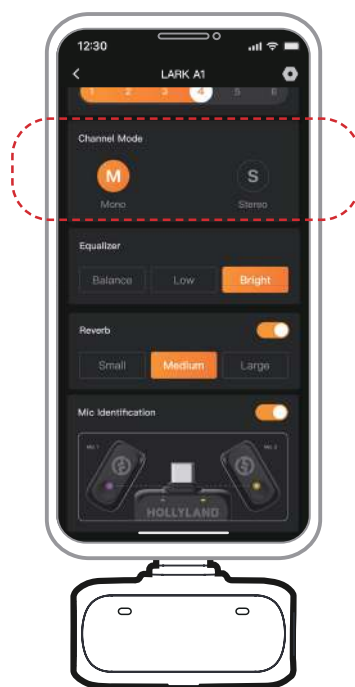 12:30
LARK A1
1 2 3 4 5 6
Channel Mode
M S
Mono Stereo
Equalizer
Balance Low Bright
Reverb
Small Medium Large
Mic Identification
Mic 1 Mic 2
HOLLYLAND